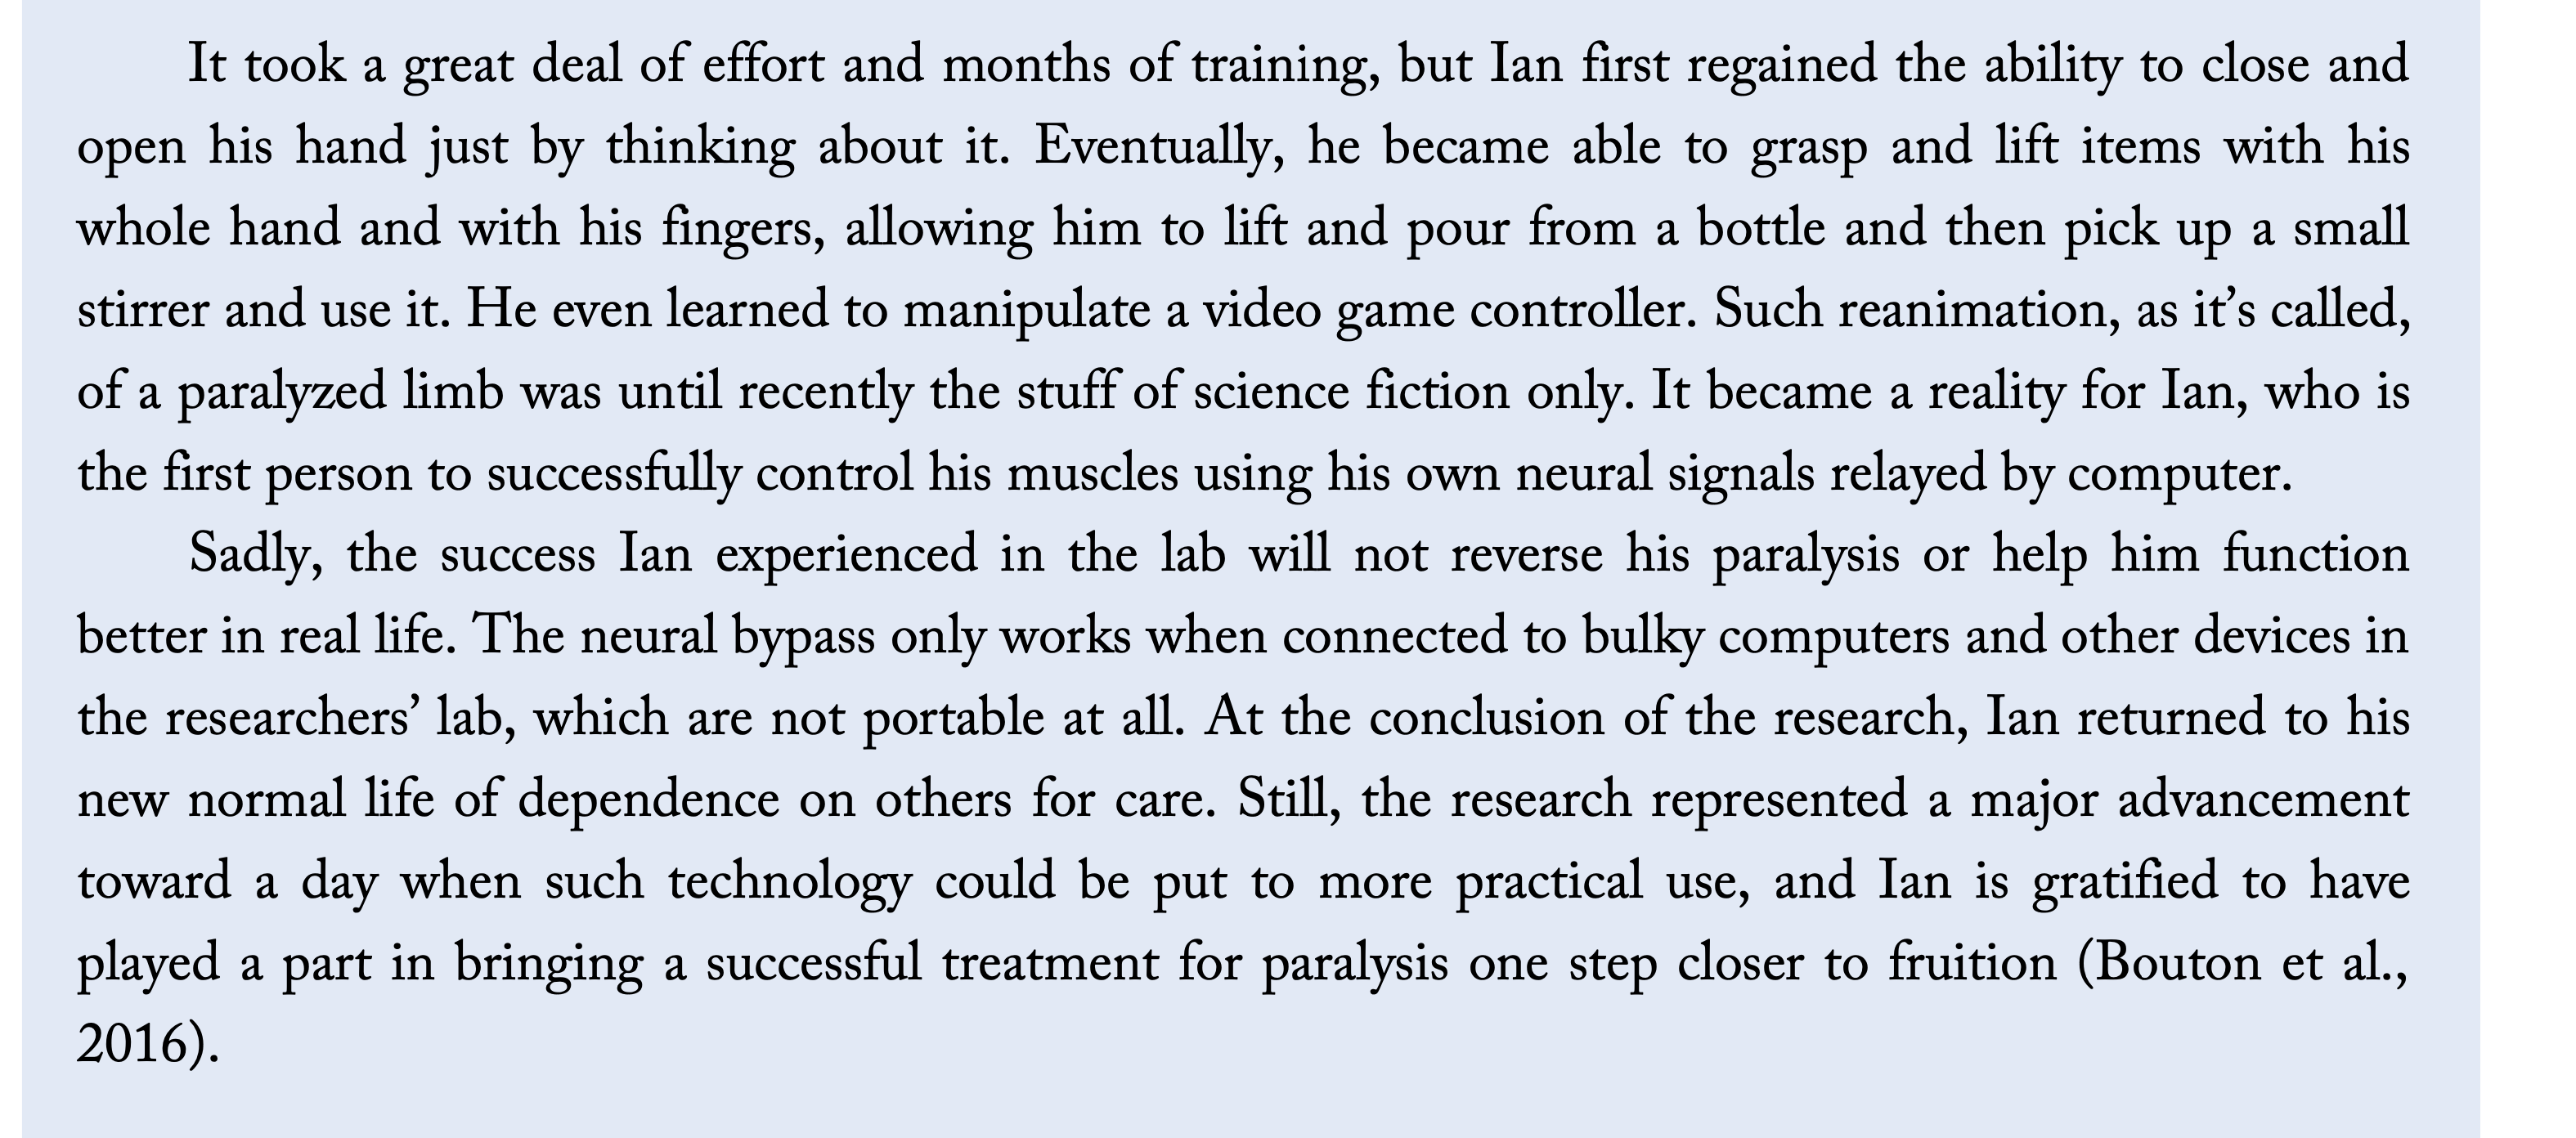 It took a great deal of effort and months of training, but Ian first regained the ability to close and
open his hand just by thinking about it. Eventually, he became able to grasp and lift items with his
whole hand and with his fingers, allowing him to lift and pour from a bottle and then pick up a small
stirrer and use it. He even learned to manipulate a video game controller. Such reanimation, as it’s called,
of a paralyzed limb was until recently the stuff of science fiction only. It became a reality for Ian, who is
the first person to successfully control his muscles using his own neural signals relayed by computer.
Sadly, the success Ian experienced in the lab will not reverse his paralysis or help him function
better in real life. The neural bypass only works when connected to bulky computers and other devices in
the researchers’ lab, which are not portable at all. At the conclusion of the research, Ian returned to his
new normal life of dependence on others for care. Still, the research represented a major advancement
toward a day when such technology could be put to more practical use, and Ian is gratified to have
played a part in bringing a successful treatment for paralysis one step closer to fruition (Bouton et al.,
2016).